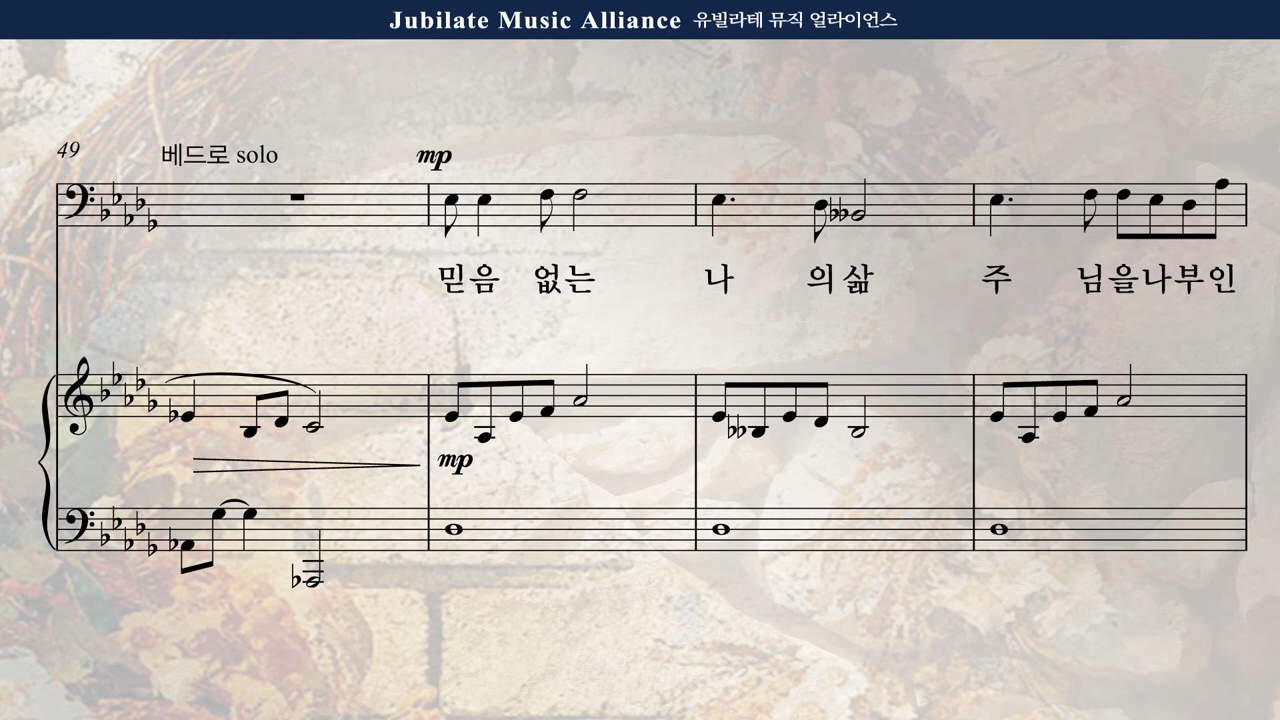 Jubilate Music Alliance 유빌라테 뮤직 얼라이언스
49
베드로 solo
mp
믿음 없는 나 의 삶 주 님을나부인
mp